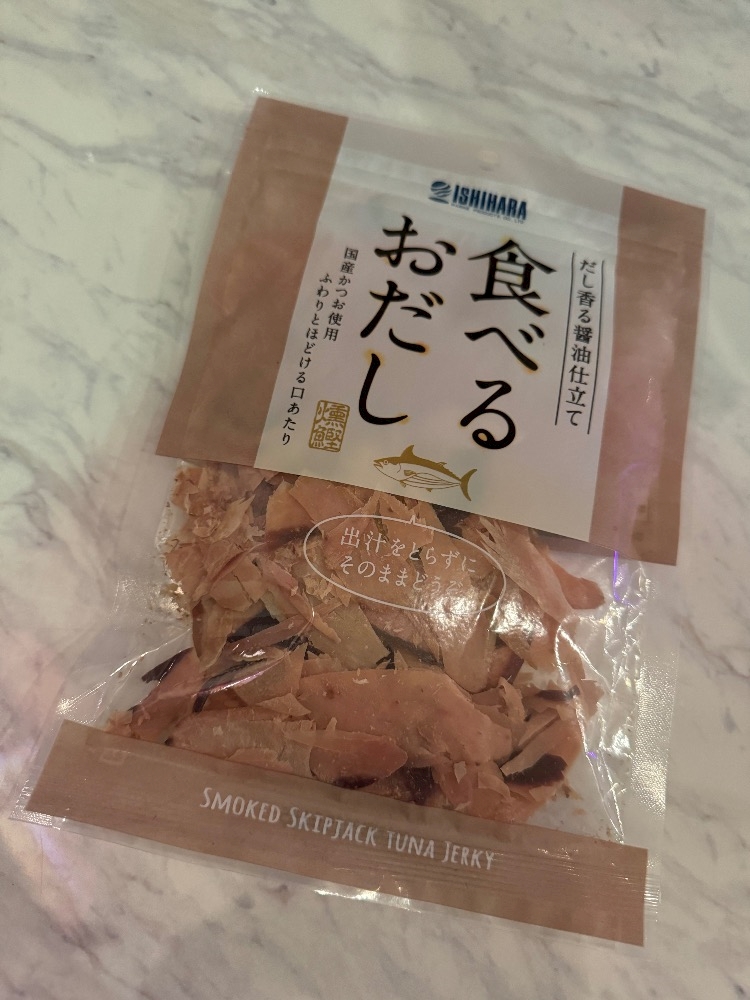 ISHIHARA
だし香る醤油仕立て
食べる
おだし
国産かつお使用
ふわりとほどける口あたり
燻鰹
出汁をとらずに
そのままどうぞ
SMOKED SKIPJACK TUNA JERKY